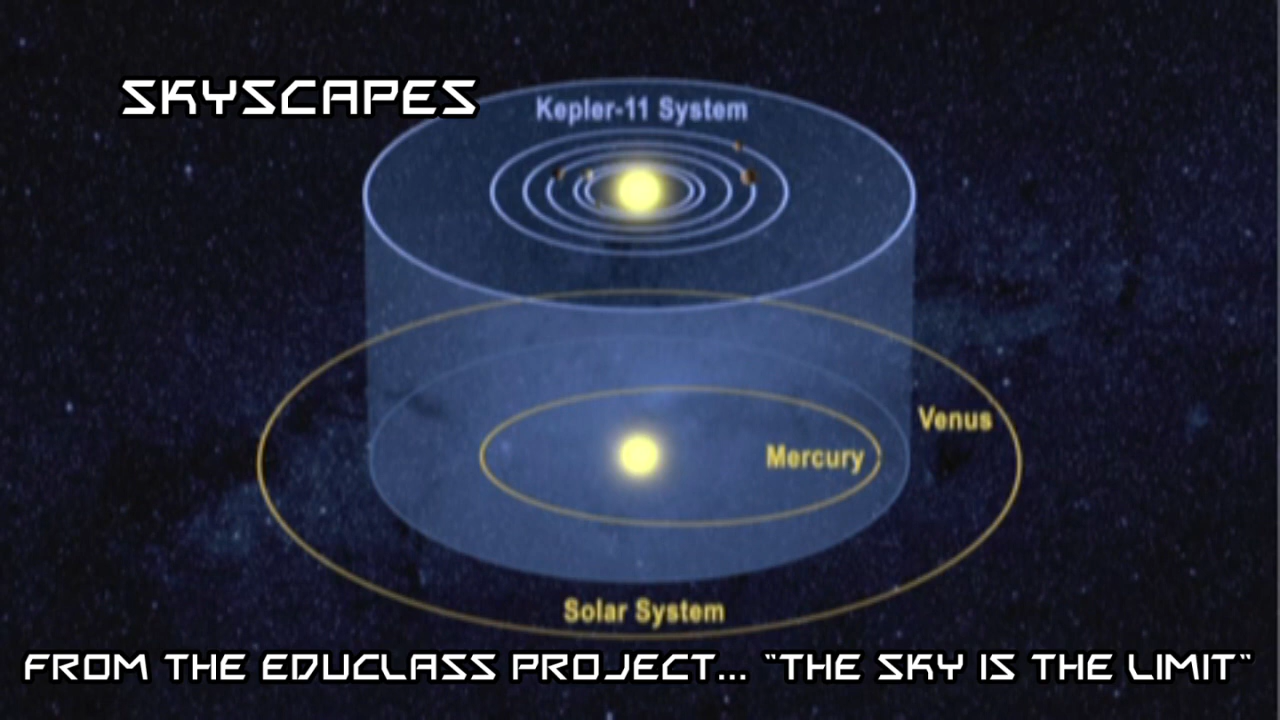 SKYSCAPES
Kepler-11 System
Venus
Mercury
Solar System
FROM THE EDUCLASS PROJECT... "THE SKY IS THE LIMIT"